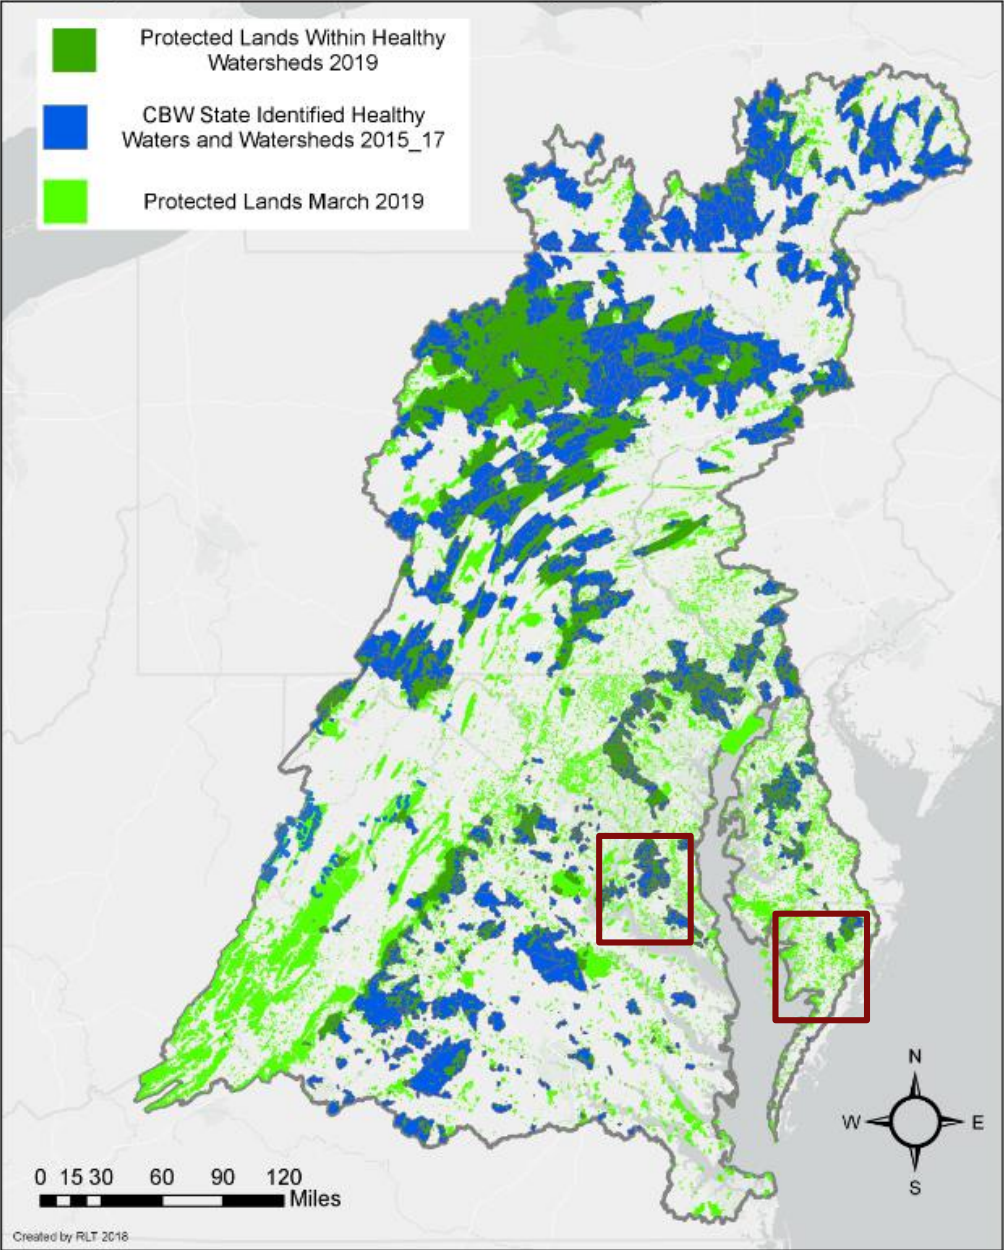 Protected Lands Within Healthy
Watersheds 2019
CBW State Identified Healthy
Waters and Watersheds 2015_17
Protected Lands March 2019
N
W E
S
0 15 30 60 90 120
Miles
Created by RLT 2018